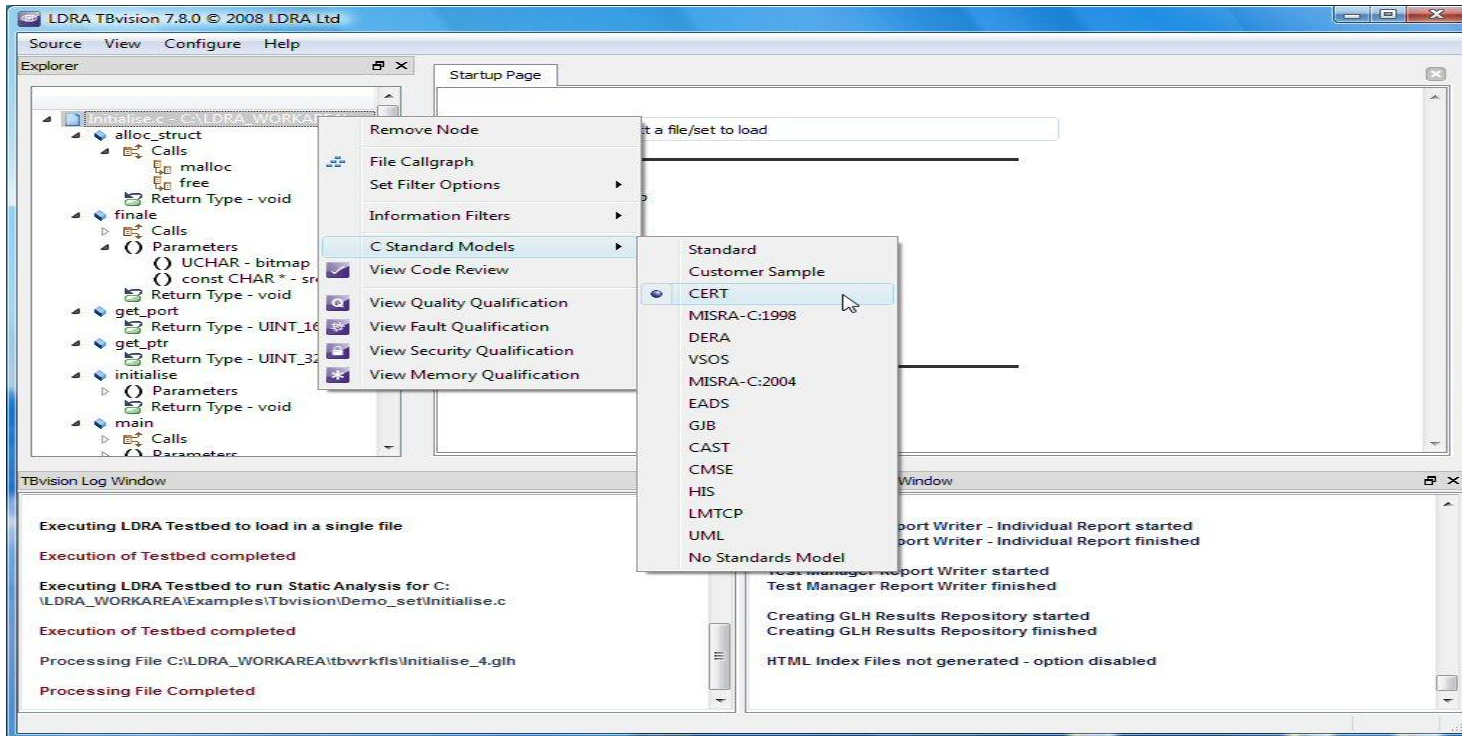 LDRA TBvision 7.8.0 © 2008 LDRA Ltd
Source View Configure Help
Explorer
Initialise.c - C:\LDRA_WORKAREA
alloc_struct
Calls
malloc
free
Return Type - void
finale
Calls
() Parameters
() UCHAR - bitmap
() const CHAR * -
Return Type - void
get_port
Return Type -
get_ptr
Return Type -
initialise
() Parameters
Return Type - void
main
Calls
() Parameters
Startup Page
a file/set to load
Remove Node
File Callgraph
Set Filter Options
Information Filters
C Standard Models
View Code Review
View Quality Qualification
View Fault Qualification
View Security Qualification
View Memory Qualification
Standard
Customer Sample
CERT
MISRA-C:1998
DERA
VSOS
MISRA-C:2004
EADS
GJB
CAST
CMSE
HIS
LMTCP
UML
No Standards Model
TBvision Log Window
Executing LDRA Testbed to load in a single file
Execution of Testbed completed
Executing LDRA Testbed to run Static Analysis for C:
\LDRA_WORKAREA\Examples\Tbvision\Demo_set\Initialise.c
Execution of Testbed completed
Processing File C:\LDRA_WORKAREA\tbwrkfls\Initialise_4.glh
Processing File Completed
Window
Writer - Individual Report started
Writer - Individual Report finished
Test Manager Report Writer started
Test Manager Report Writer finished
Creating GLH Results Repository started
Creating GLH Results Repository finished
HTML Index Files not generated - option disabled